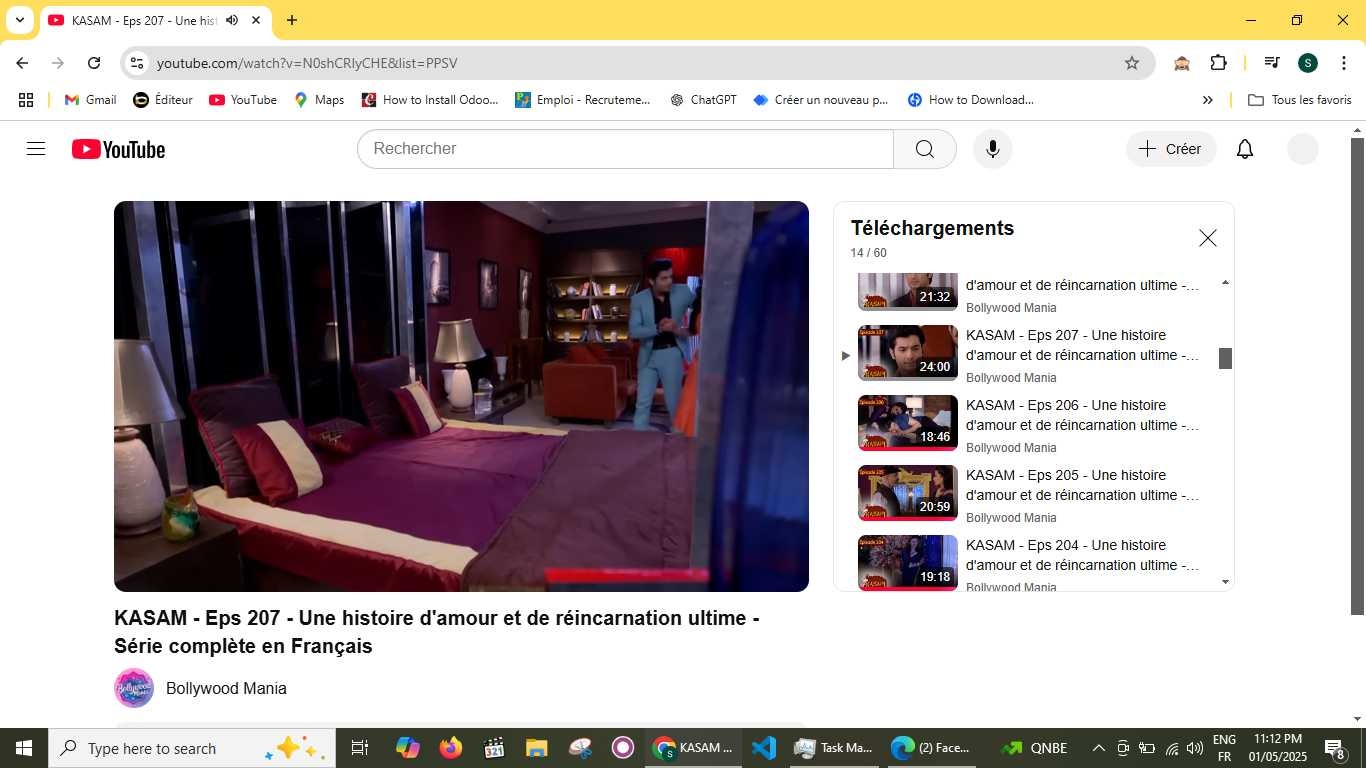 KASAM - Eps 207 - Une hist
youtube.com/watch?v=N0shCRlyCHE&list=PPSV
S
Gmail
Éditeur
YouTube
Maps
How to Install Odoo...
Emploi - Recruteme...
ChatGPT
Créer un nouveau p...
How to Download...
Tous les favoris
YouTube
Rechercher
Créer
Téléchargements
14 / 60
21:32
d'amour et de réincarnation ultime -...
Bollywood Mania
24:00
KASAM - Eps 207 - Une histoire
d'amour et de réincarnation ultime -...
Bollywood Mania
18:46
KASAM - Eps 206 - Une histoire
d'amour et de réincarnation ultime -...
Bollywood Mania
20:59
KASAM - Eps 205 - Une histoire
d'amour et de réincarnation ultime -...
Bollywood Mania
19:18
KASAM - Eps 204 - Une histoire
d'amour et de réincarnation ultime -...
Bollywood Mania
KASAM - Eps 207 - Une histoire d'amour et de réincarnation ultime -
Série complète en Français
Bollywood Mania
Type here to search
KASAM ...
Task Ma...
(2) Face...
QNBE
ENG
FR
11:12 PM
01/05/2025
8